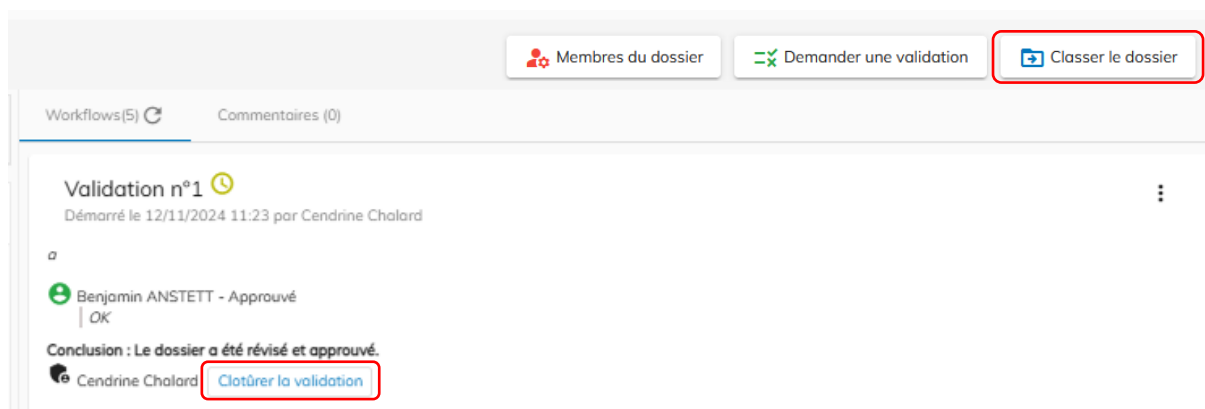 Membres du dossier
Demander une validation
Classer le dossier
Workflows(5)
Commentaires (0)
Validation n°1
Démarré le 12/11/2024 11:23 par Cendrine Chalard
a
Benjamin ANSTETT - Approuvé
OK
Conclusion : Le dossier a été révisé et approuvé.
Cendrine Chalard Clotûrer la validation